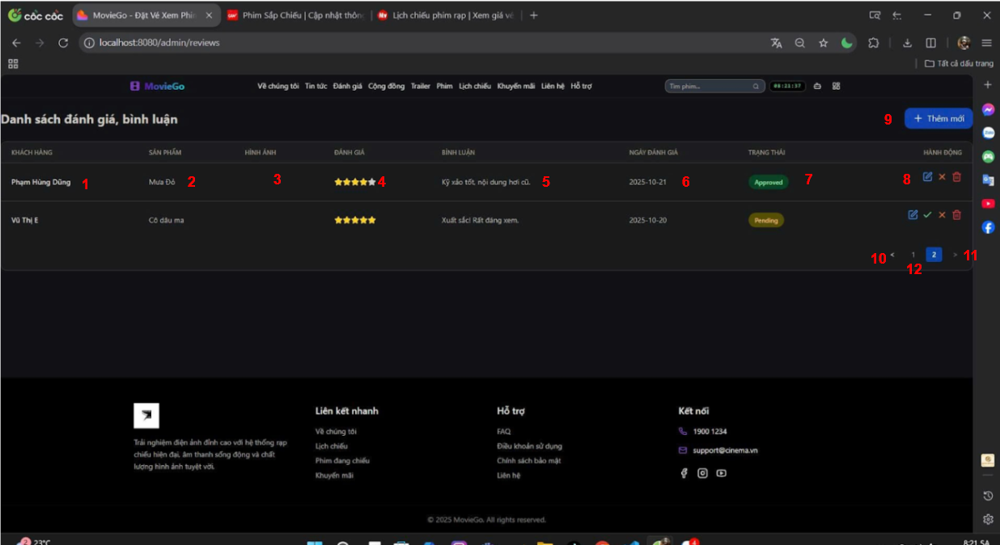 cốc cốc MovieGo - Đặt Vé Xem Phim Phim Sắp Chiếu | Cập nhật thông Lịch chiếu phim rạp | Xem giá vé
localhost:8080/admin/reviews
Tất cả dấu trang
MovieGo Về chúng tôi Tin tức Đánh giá Cộng đồng Trailer Phim Lịch chiếu Khuyến mãi Liên hệ Hỗ trợ Tìm phim... 08:21:37
Danh sách đánh giá, bình luận 9 + Thêm mới
KHÁCH HÀNG SẢN PHẨM HÌNH ẢNH ĐÁNH GIÁ BÌNH LUẬN NGÀY ĐÁNH GIÁ TRẠNG THÁI HÀNH ĐỘNG
Phạm Hùng Dũng 1 Mưa Đỏ 2 3 4 Kỹ xảo tốt, nội dung hơi cũ. 5 2025-10-21 6 Approved 7 8
Vũ Thị E Cô dâu ma Xuất sắc! Rất đáng xem. 2025-10-20 Pending
10 < 1 2 > 11
12
Liên kết nhanh Hỗ trợ Kết nối
Về chúng tôi FAQ 1900 1234
Trải nghiệm điện ảnh đỉnh cao với hệ thống rạp
chiếu hiện đại, âm thanh sống động và chất
lượng hình ảnh tuyệt vời.
Lịch chiếu Điều khoản sử dụng support@cinema.vn
Phim đang chiếu Chính sách bảo mật
Khuyến mãi Liên hệ
© 2025 MovieGo. All rights reserved.
2 23°C 4 8:21 SA